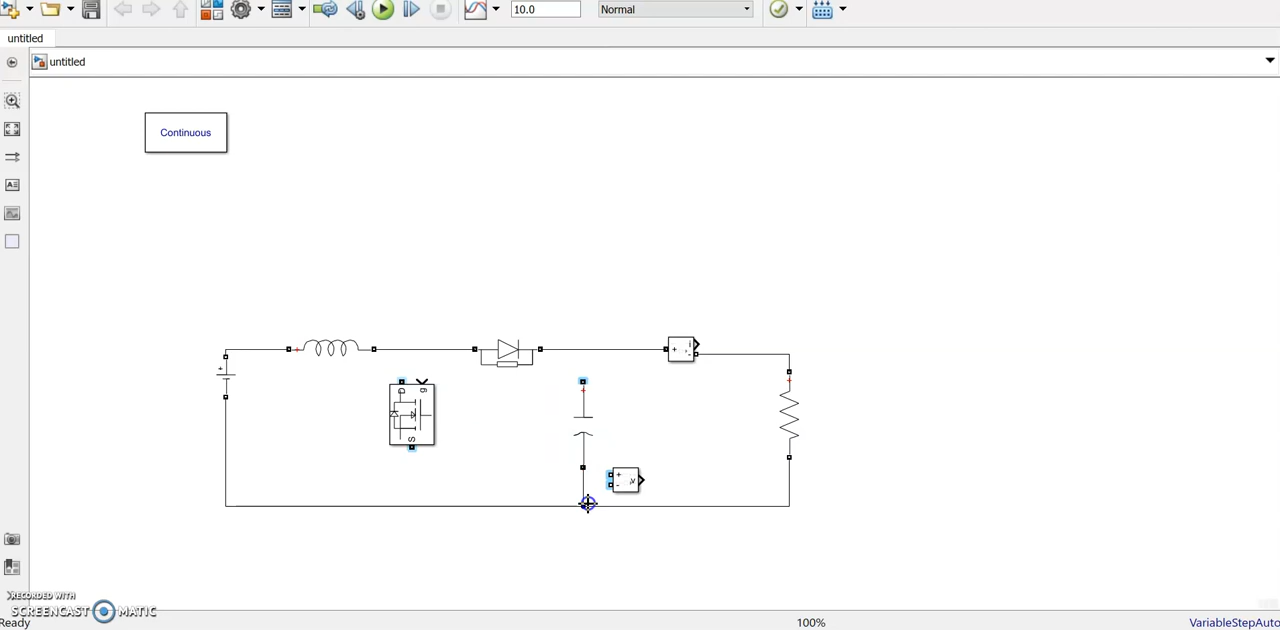 10.0
Normal
untitled
untitled
Continuous
D
g
S
i
v
RECORDED WITH
SCREENCAST MATIC
Ready
100%
VariableStepAuto